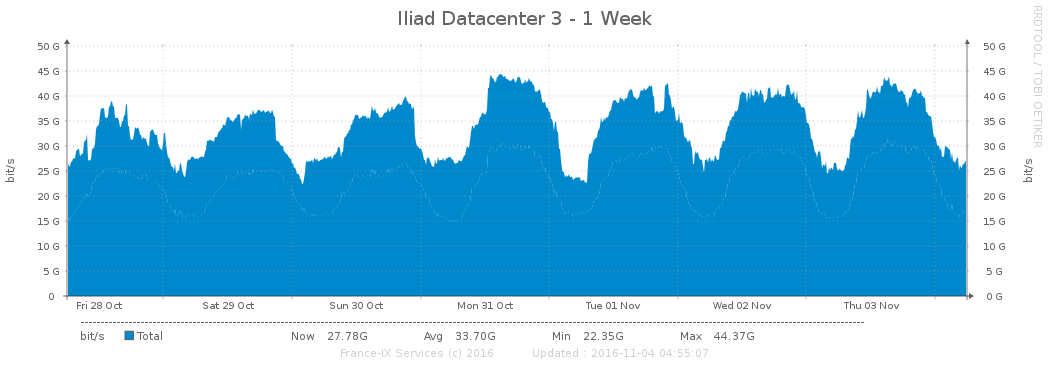 Iliad Datacenter 3 - 1 Week
RRDTOOL / TOBI OETIKER
50 G 50 G
45 G 45 G
40 G 40 G
35 G 35 G
30 G 30 G
25 G 25 G
20 G 20 G
15 G 15 G
10 G 10 G
5 G 5 G
0 0 G
bit/s bit/s
Fri 28 Oct Sat 29 Oct Sun 30 Oct Mon 31 Oct Tue 01 Nov Wed 02 Nov Thu 03 Nov
bit/s Total Now 27.78G Avg 33.70G Min 22.35G Max 44.37G
France-IX Services (c) 2016 Updated : 2016-11-04 04:55:07